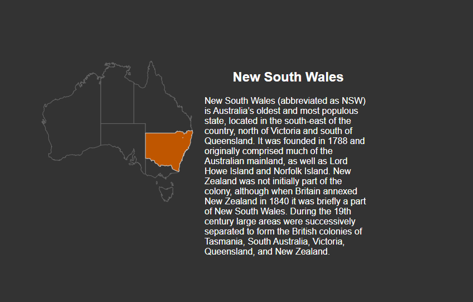 New South Wales
New South Wales (abbreviated as NSW)
is Australia's oldest and most populous
state, located in the south-east of the
country, north of Victoria and south of
Queensland. It was founded in 1788 and
originally comprised much of the
Australian mainland, as well as Lord
Howe Island and Norfolk Island. New
Zealand was not initially part of the
colony, although when Britain annexed
New Zealand in 1840 it was briefly a part
of New South Wales. During the 19th
century large areas were successively
separated to form the British colonies of
Tasmania, South Australia, Victoria,
Queensland, and New Zealand.